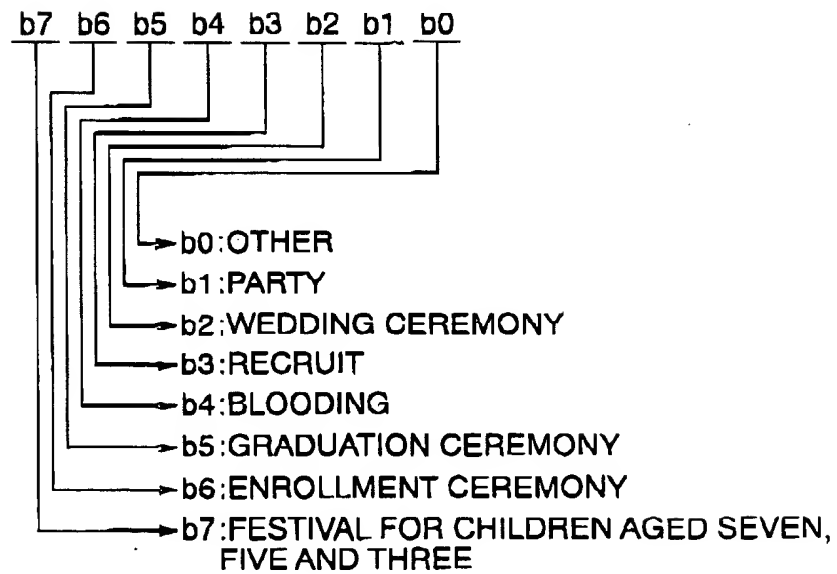 b7 b6 b5 b4 b3 b2 b1 b0
b0:OTHER
b1:PARTY
b2:WEDDING CEREMONY
b3:RECRUIT
b4:BLOODING
b5:GRADUATION CEREMONY
b6:ENROLLMENT CEREMONY
b7:FESTIVAL FOR CHILDREN AGED SEVEN,
FIVE AND THREE